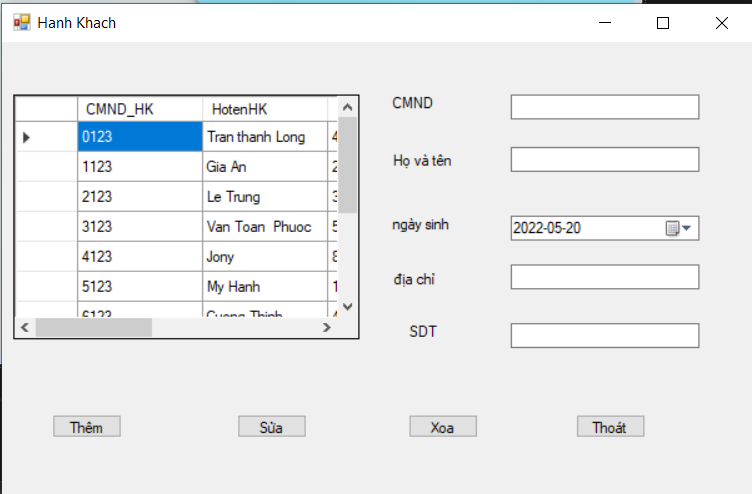 Hanh Khach
CMND_HK HotenHK
0123 Tran thanh Long 4
1123 Gia An 2
2123 Le Trung 3
3123 Van Toan Phuoc 5
4123 Jony 8
5123 My Hanh 1
6123 Cuong Thinh 4
CMND
Họ và tên
ngày sinh 2022-05-20
địa chỉ
SDT
Thêm Sửa Xoa Thoát